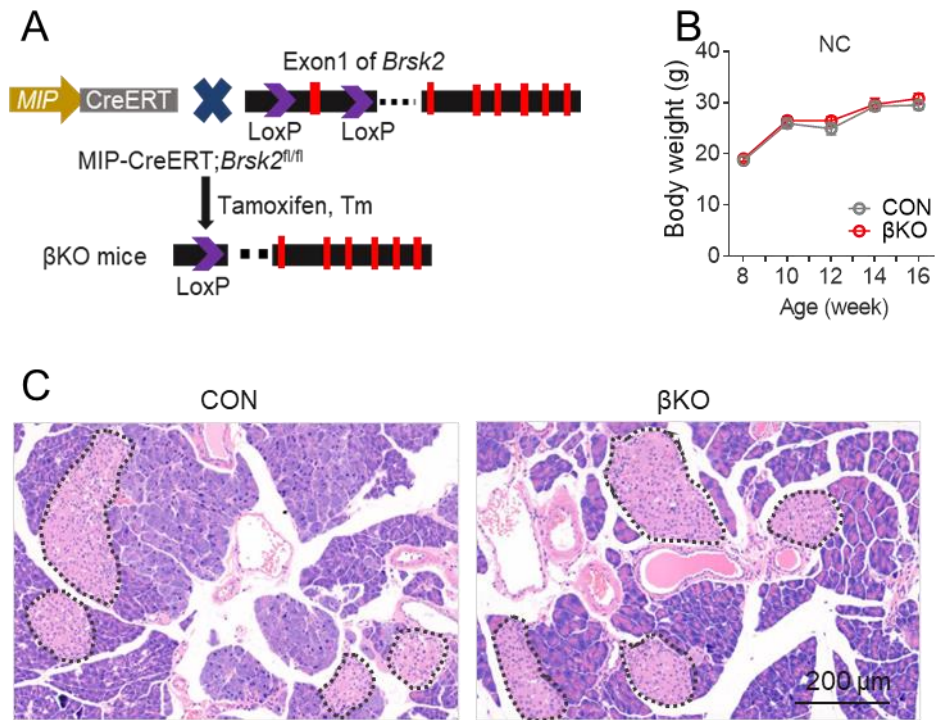 A
MIP
CreERT
Exon1 of Brsk2
LoxP
LoxP
MIP-CreERT;Brsk2fl/fl
Tamoxifen, Tm
βKO mice
LoxP
B
NC
Body weight (g)
40
30
20
10
0
CON
βKO
8 10 12 14 16
Age (week)
C
CON
βKO
200 µm